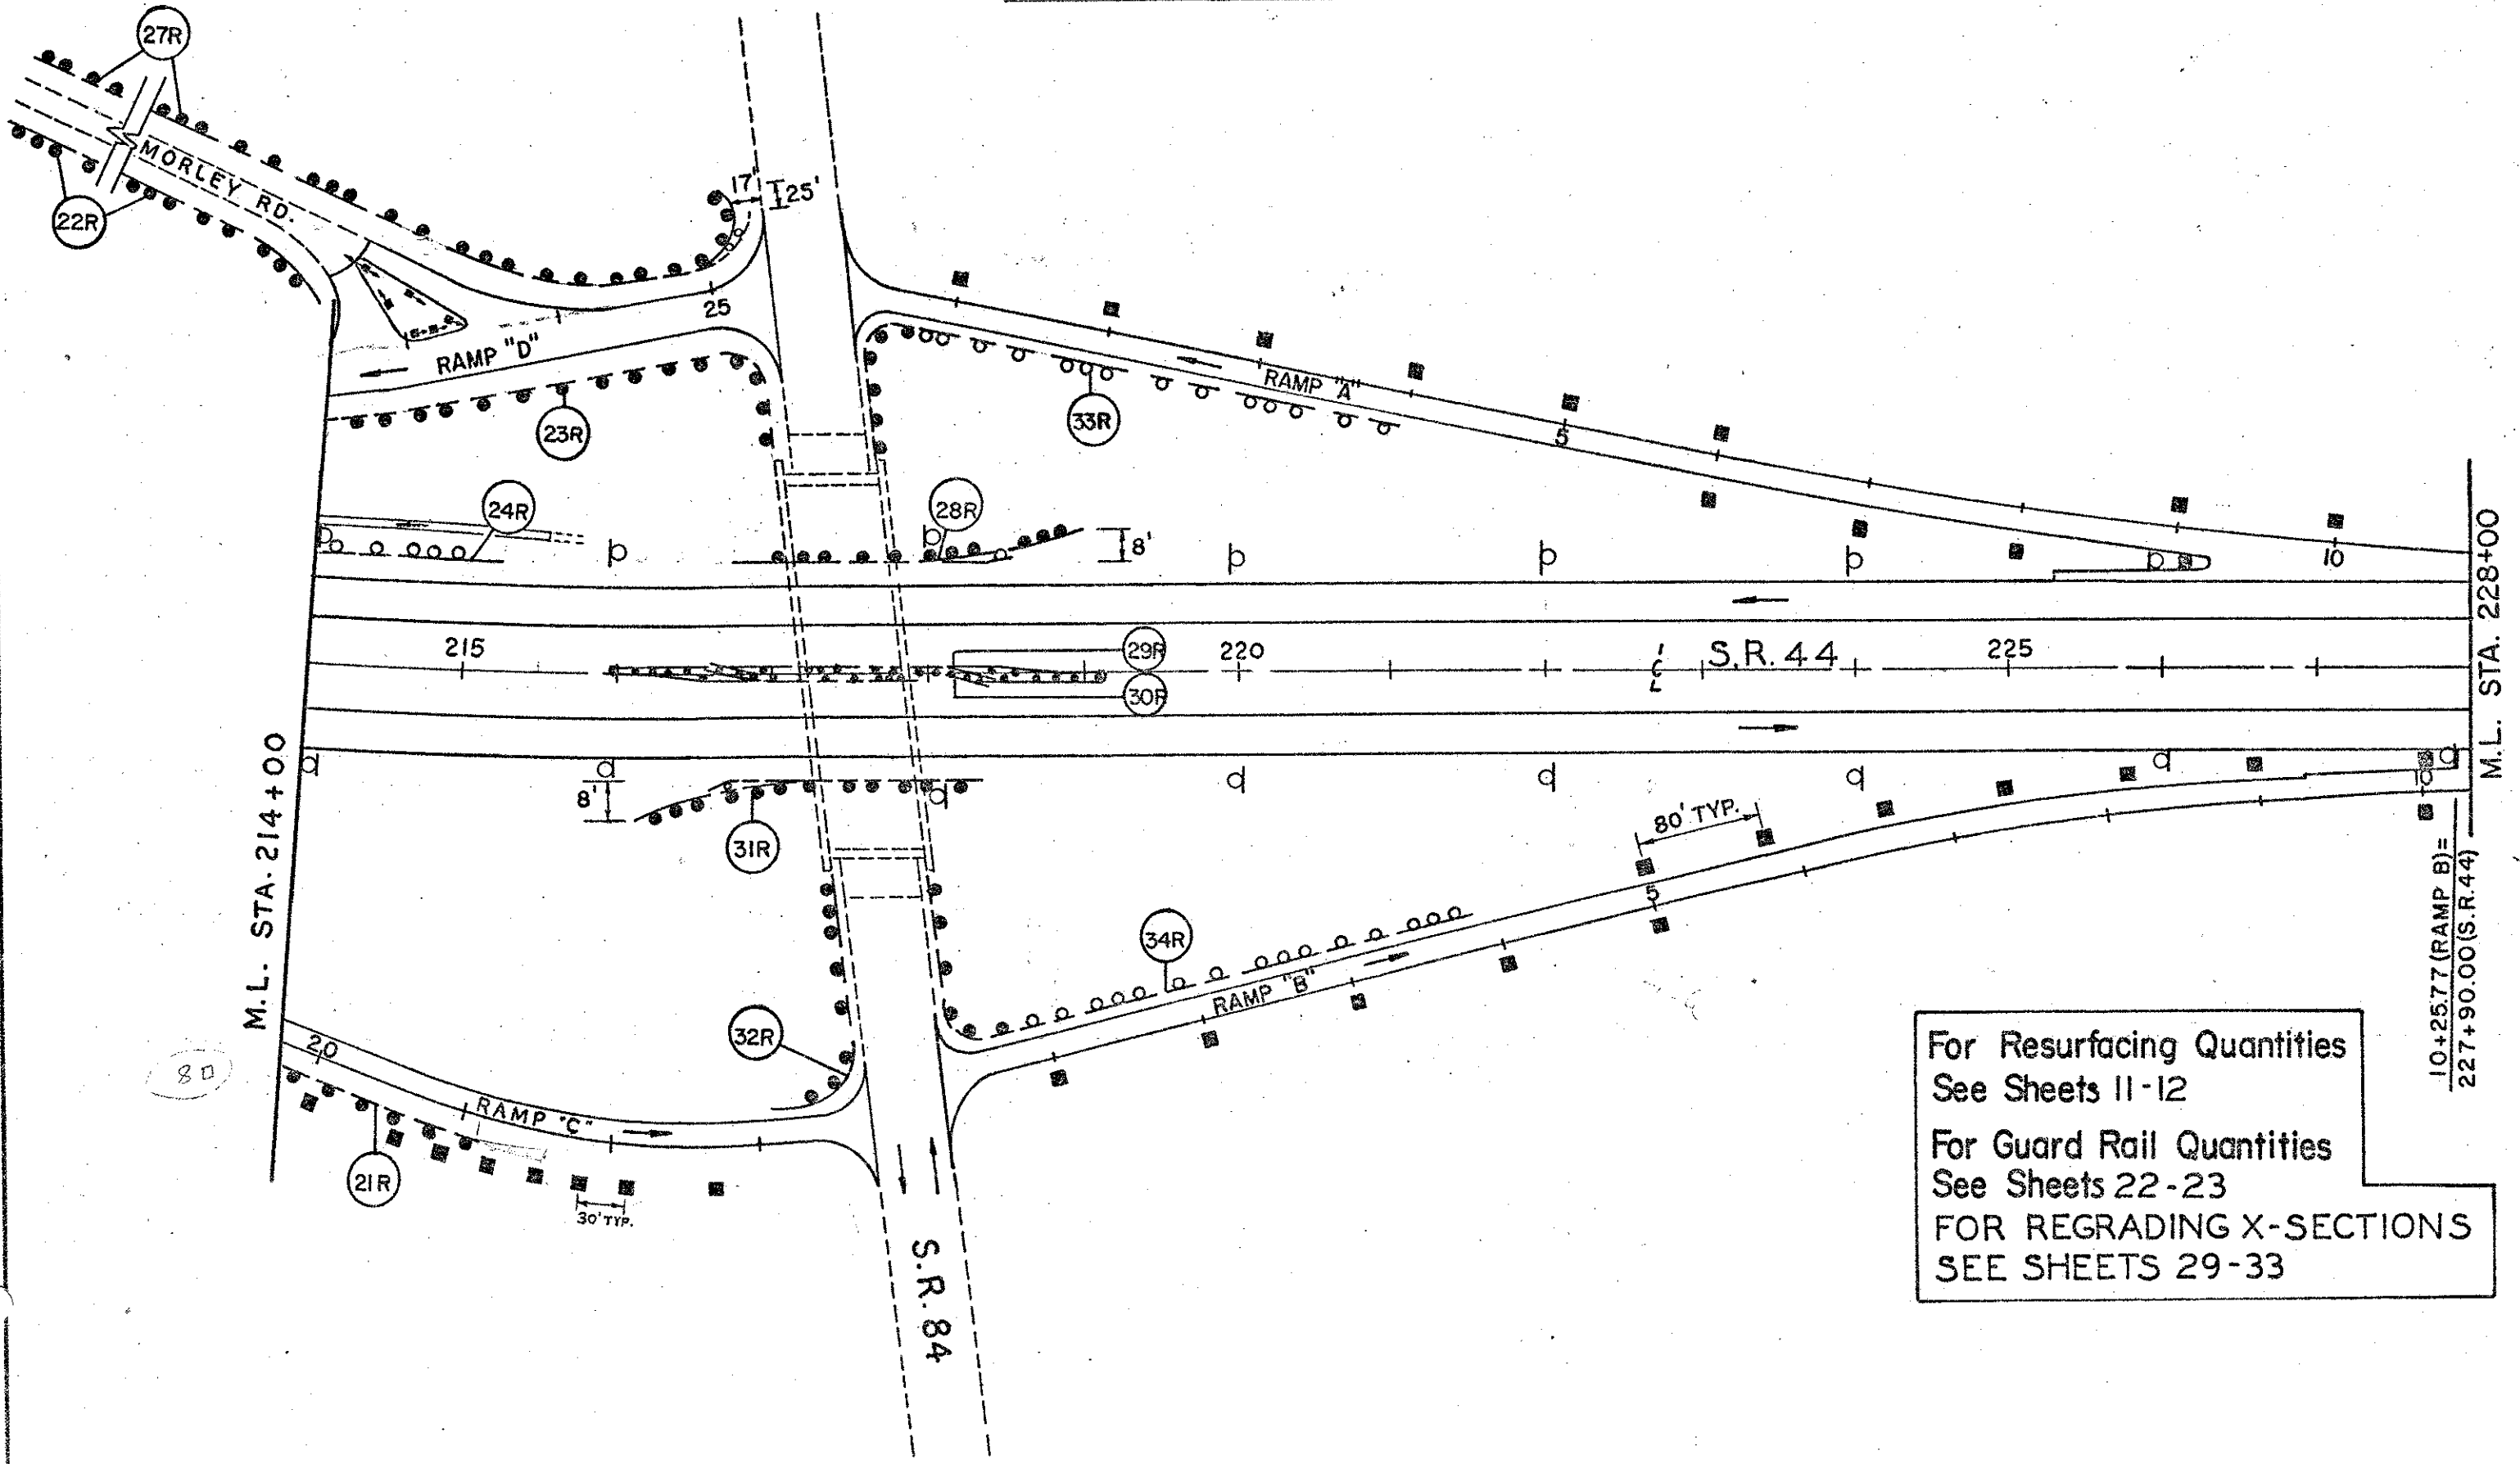 27R
MORLEY RD.
22R
17'
25'
25
RAMP "D"
23R
RAMP "A"
33R
5
24R
28R
8'
10
M.L. STA. 228+00
215
29R
220
S.R. 44
225
30R
M.L. STA. 214+00
8'
31R
80' TYP.
5
34R
RAMP "B"
10+25.77 (RAMP B)=
227+90.00 (S.R.44)
32R
20
80
RAMP "C"
21R
30' TYP.
S.R. 84
For Resurfacing Quantities
See Sheets 11-12
For Guard Rail Quantities
See Sheets 22-23
FOR REGRADING X-SECTIONS
SEE SHEETS 29-33